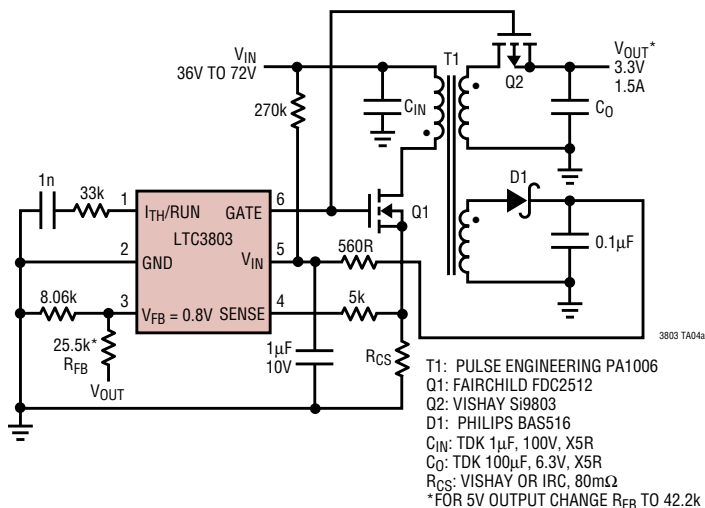 T1
V_IN
36V TO 72V
Q2
V_OUT*
3.3V
1.5A
270k
C_IN
C_O
1n
33k
1
I_TH/RUN
GATE
6
Q1
D1
LTC3803
2
GND
V_IN
5
560R
0.1µF
8.06k
3
V_FB = 0.8V
SENSE
4
5k
25.5k*
R_FB
V_OUT
1µF
10V
R_CS
3803 TA04a
T1: PULSE ENGINEERING PA1006
Q1: FAIRCHILD FDC2512
Q2: VISHAY Si9803
D1: PHILIPS BAS516
C_IN: TDK 1µF, 100V, X5R
C_O: TDK 100µF, 6.3V, X5R
R_CS: VISHAY OR IRC, 80mΩ
*FOR 5V OUTPUT CHANGE R_FB TO 42.2k